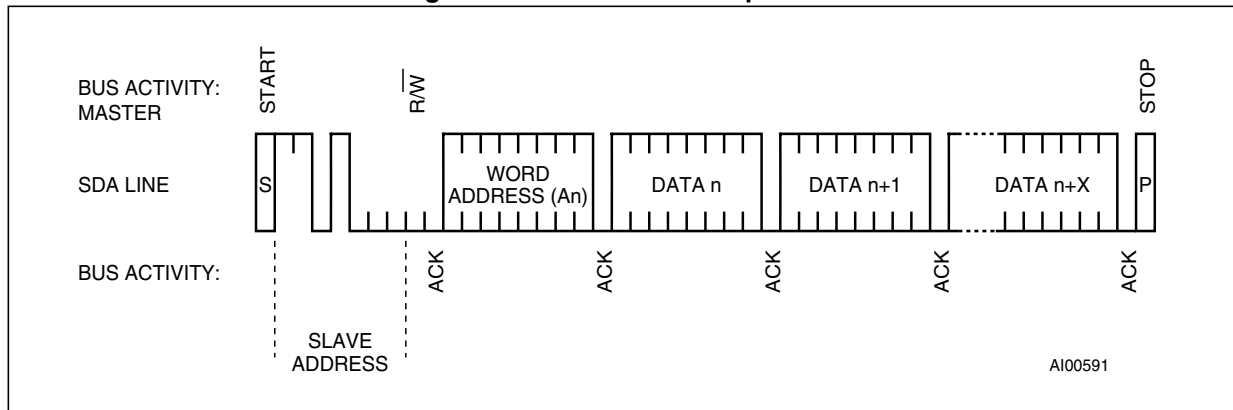 BUS ACTIVITY:
MASTER
START
R/W
STOP
SDA LINE
S
WORD
ADDRESS (An)
DATA n
DATA n+1
DATA n+X
P
BUS ACTIVITY:
ACK
ACK
ACK
ACK
ACK
SLAVE
ADDRESS
AI00591